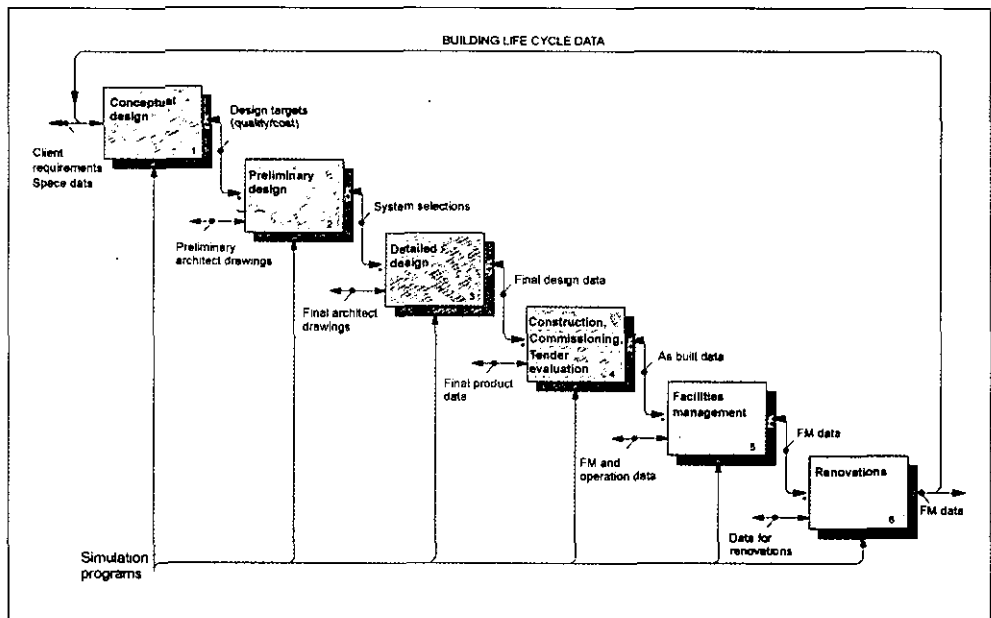 BUILDING LIFE CYCLE DATA
Conceptual
design
1
Client
requirements
Space data
Design targets
(quality/cost)
Preliminary
design
2
Preliminary
architect drawings
System selections
Detailed
design
3
Final architect
drawings
Final design data
Construction,
Commissioning,
Tender
evaluation
4
Final product
data
As built data
Facilities
management
5
FM and
operation data
FM data
Renovations
6
Data for
renovations
FM data
Simulation
programs